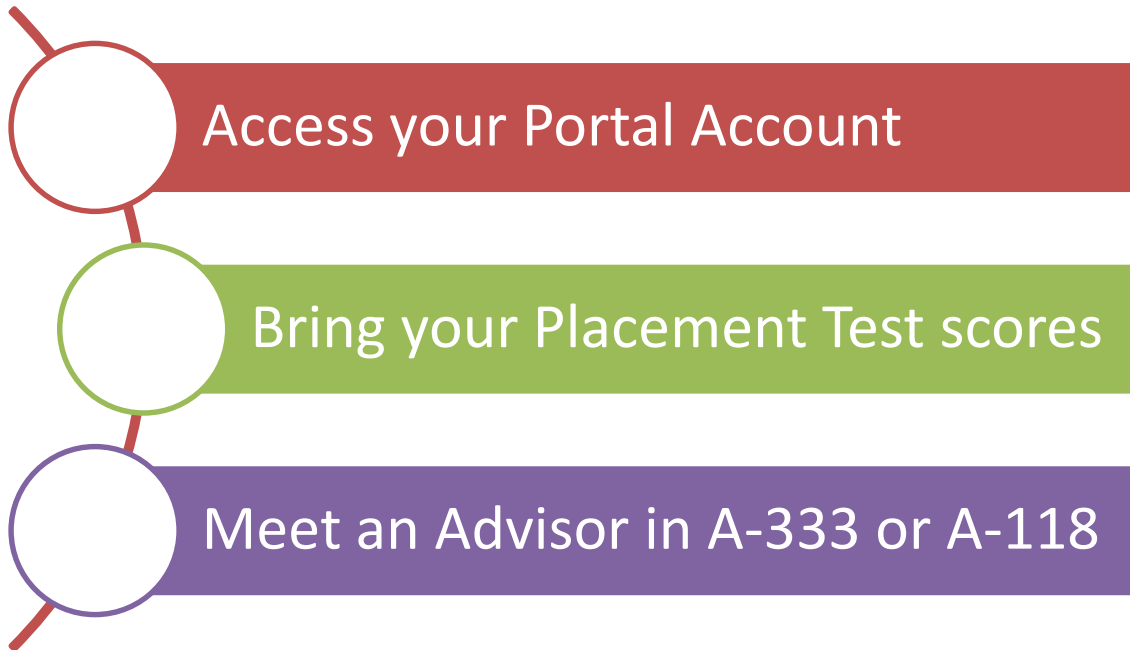 Access your Portal Account
Bring your Placement Test scores
Meet an Advisor in A-333 or A-118